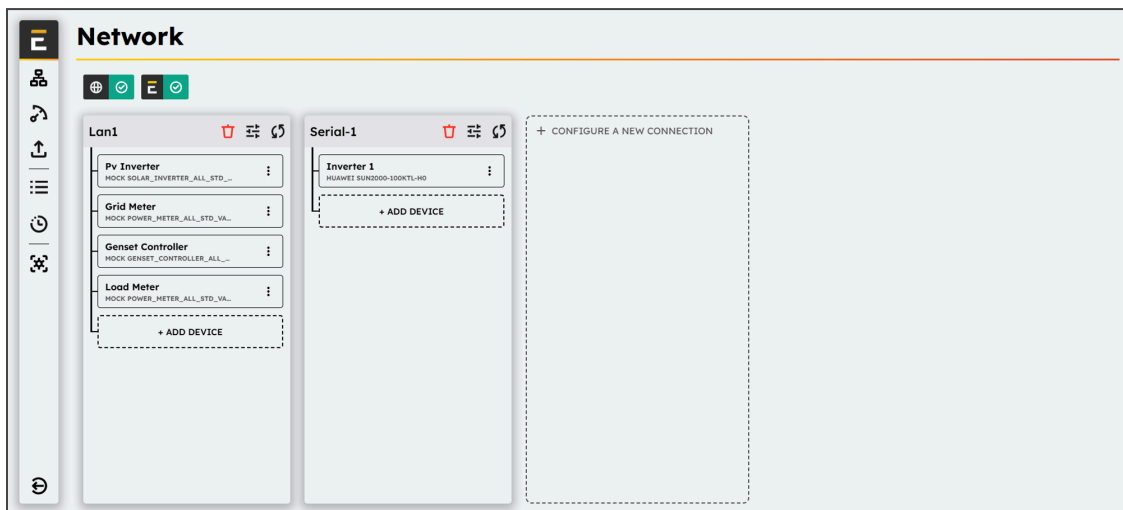 Network
Lan1
Pv Inverter
MOCK SOLAR_INVERTER_ALL_STD_...
Grid Meter
MOCK POWER_METER_ALL_STD_VA...
Genset Controller
MOCK GENSET_CONTROLLER_ALL_...
Load Meter
MOCK POWER_METER_ALL_STD_VA...
+ ADD DEVICE
Serial-1
Inverter 1
HUAWEI SUN2000-100KTL-H0
+ ADD DEVICE
+ CONFIGURE A NEW CONNECTION